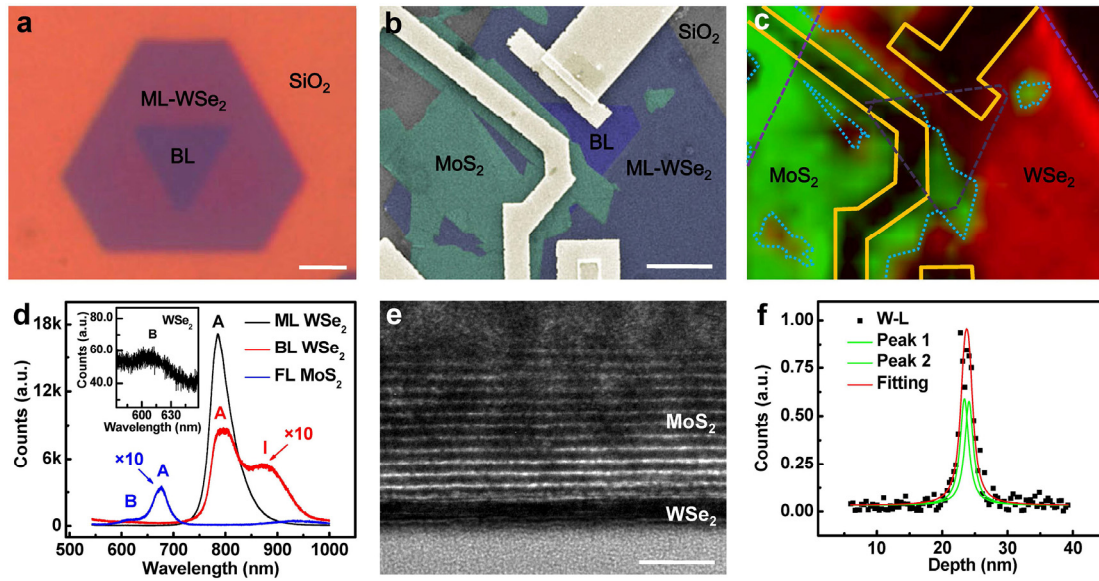 a
ML-WSe₂
BL
SiO₂
b
SiO₂
BL
MoS₂
ML-WSe₂
c
MoS₂
WSe₂
d
18k
12k
6k
0
Counts (a.u.)
500 600 700 800 900 1000
Wavelength (nm)
80.0
60.0
40.0
Counts (a.u.)
WSe₂
B
600 630
Wavelength (nm)
A
ML WSe₂
BL WSe₂
FL MoS₂
A
I
×10
×10
A
B
e
MoS₂
WSe₂
f
1.00
0.75
0.50
0.25
0.00
Counts (a.u.)
W-L
Peak 1
Peak 2
Fitting
10 20 30 40
Depth (nm)